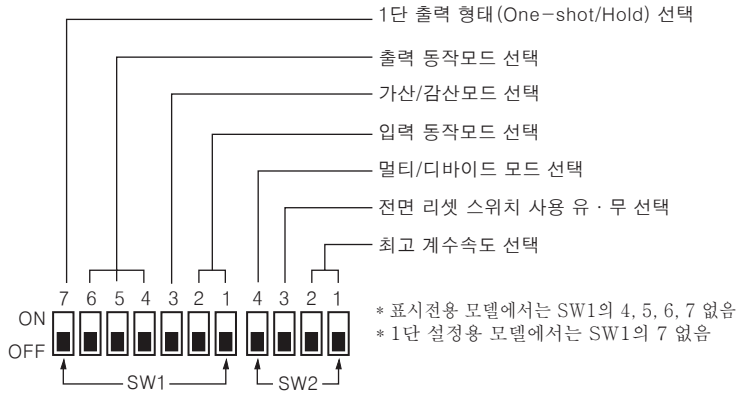 1단 출력 형태(One-shot/Hold) 선택
출력 동작모드 선택
가산/감산모드 선택
입력 동작모드 선택
멀티/디바이드 모드 선택
전면 리셋 스위치 사용 유 · 무 선택
최고 계수속도 선택
7 6 5 4 3 2 1 4 3 2 1
ON
OFF
SW1 SW2
* 표시전용 모델에서는 SW1의 4, 5, 6, 7 없음
* 1단 설정용 모델에서는 SW1의 7 없음